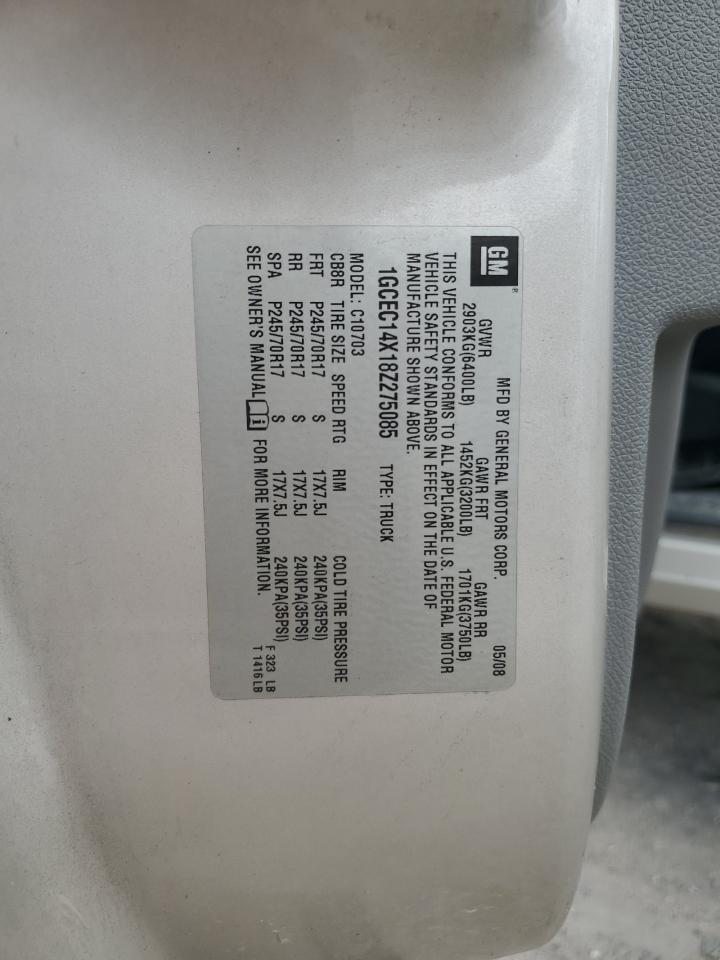 GM®
MFD BY GENERAL MOTORS CORP. 05/08
GVWR GAWR FRT GAWR RR
2903KG(6400LB) 1452KG(3200LB) 1701KG(3750LB)
THIS VEHICLE CONFORMS TO ALL APPLICABLE U.S. FEDERAL MOTOR
VEHICLE SAFETY STANDARDS IN EFFECT ON THE DATE OF
MANUFACTURE SHOWN ABOVE.
1GCEC14X18Z275085 TYPE: TRUCK
MODEL: C10703
CB8R TIRE SIZE SPEED RTG RIM COLD TIRE PRESSURE
FRT P245/70R17 S 17X7.5J 240KPA(35PSI)
RR P245/70R17 S 17X7.5J 240KPA(35PSI)
SPA P245/70R17 S 17X7.5J 240KPA(35PSI)
SEE OWNER'S MANUAL i FOR MORE INFORMATION.
F 323 LB
T 1416 LB